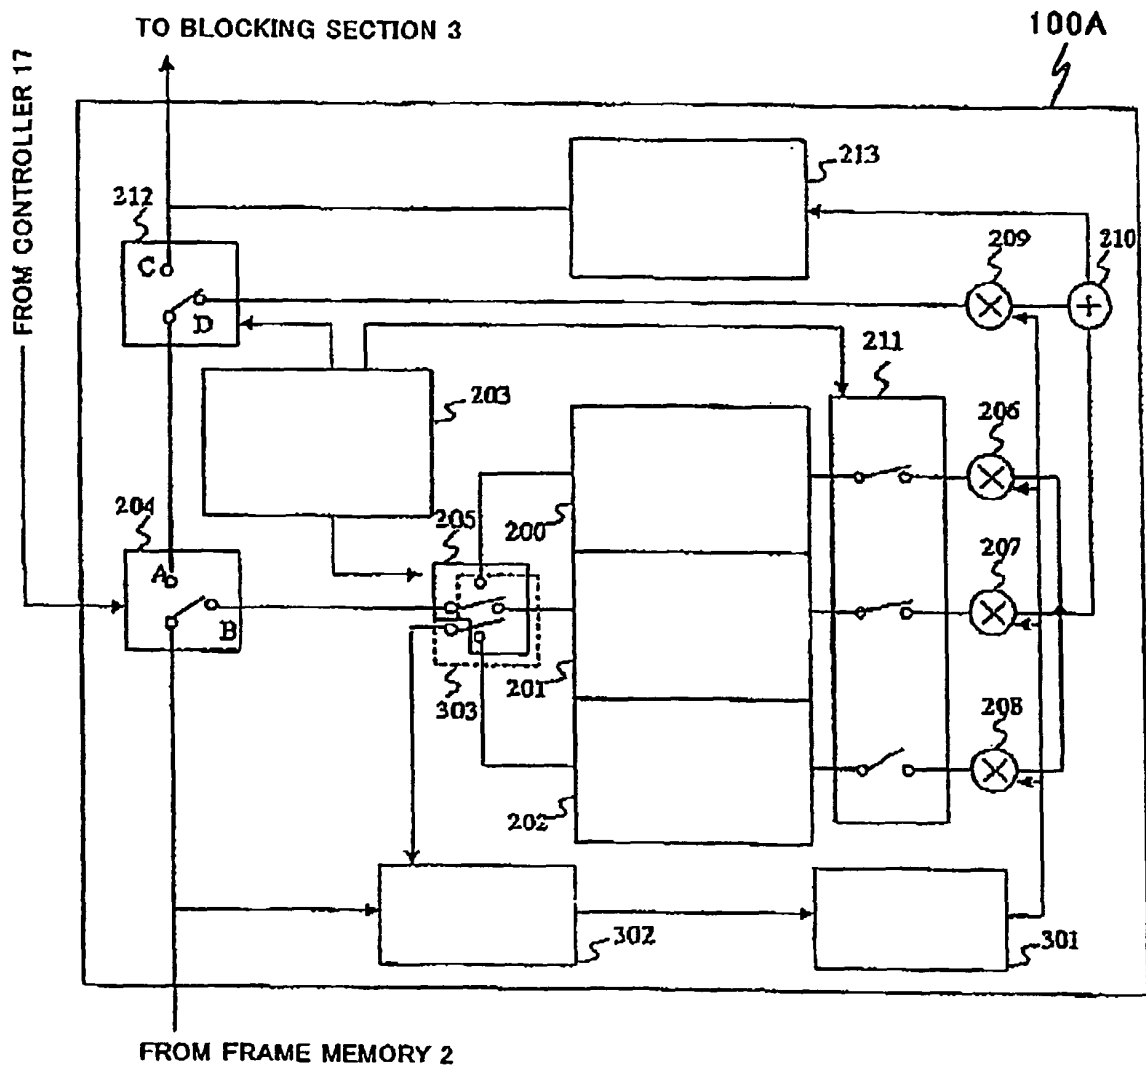 TO BLOCKING SECTION 3
100A
FROM CONTROLLER 17
213
212
C
D
209
210
203
211
206
204
A
B
205
200
207
303
201
208
202
302
301
FROM FRAME MEMORY 2